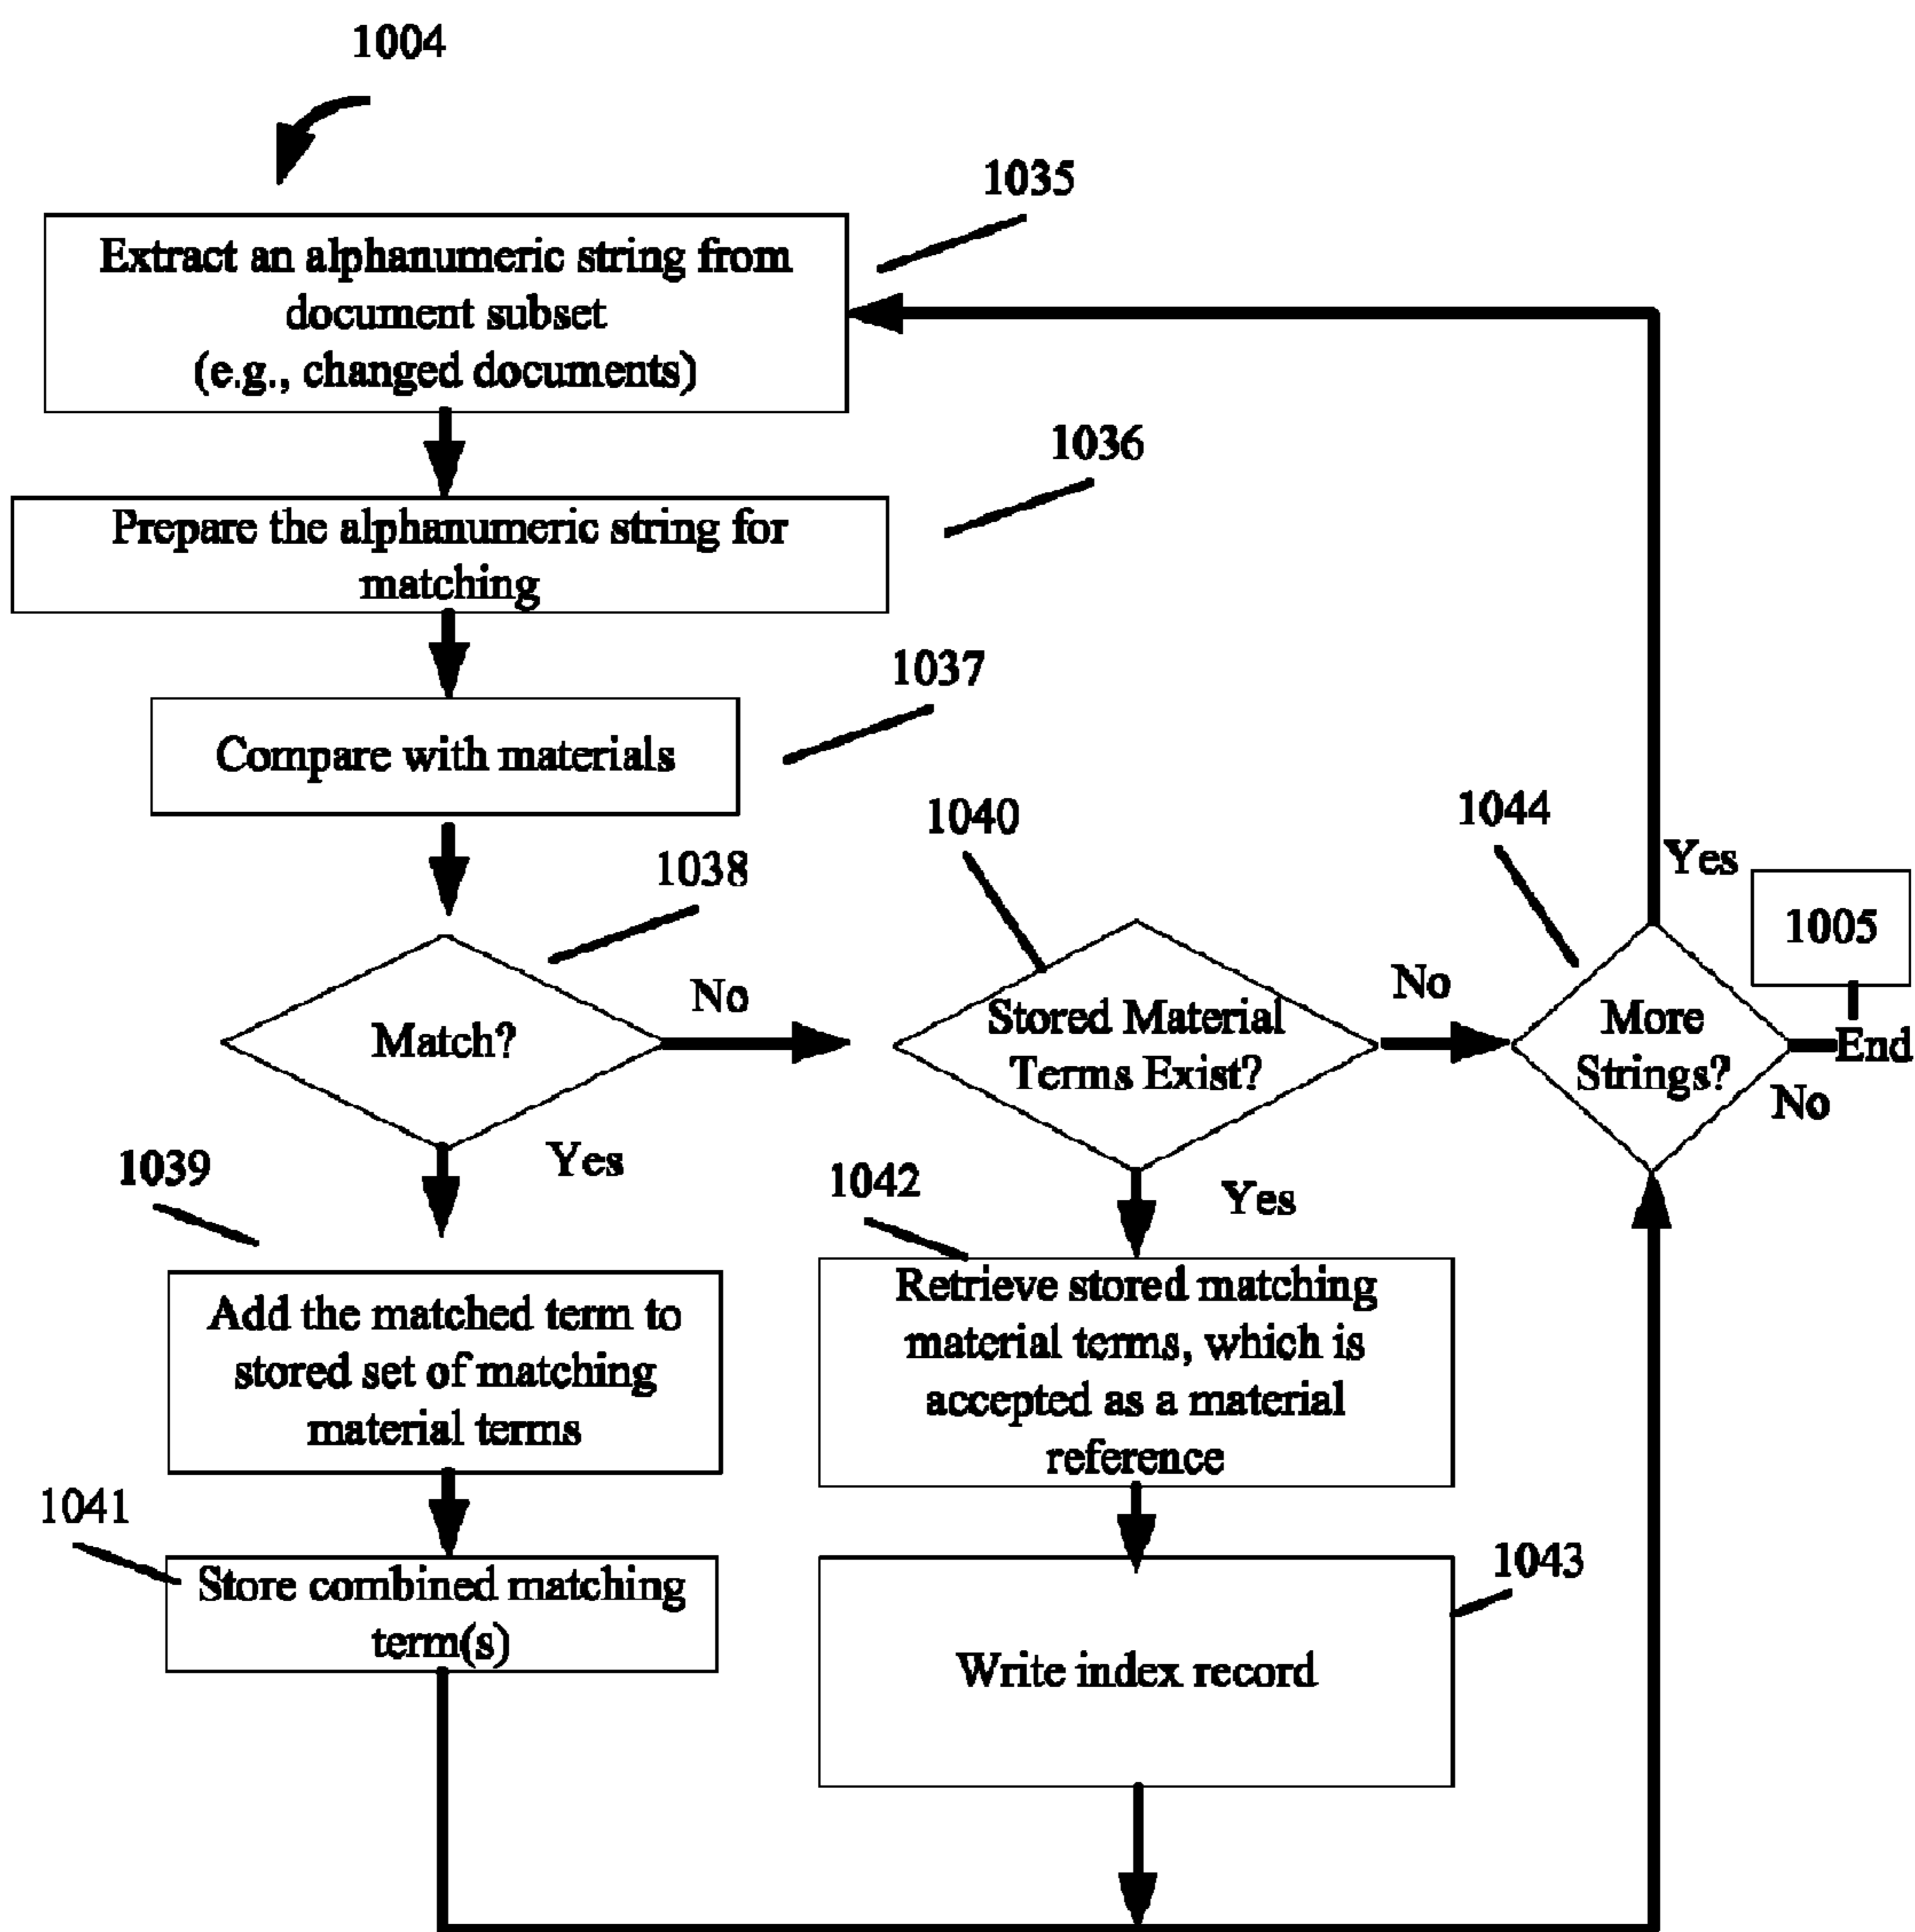 1004
1035
Extract an alphanumeric string from
document subset
(e.g., changed documents)
1036
Prepare the alphanumeric string for
matching
1037
Compare with materials
1038
Match?
No
Yes
1040
Stored Material
Terms Exist?
No
Yes
1044
More
Strings?
Yes
No
1005
End
1039
Add the matched term to
stored set of matching
material terms
1041
Store combined matching
term(s)
1042
Retrieve stored matching
material terms, which is
accepted as a material
reference
1043
Write index record